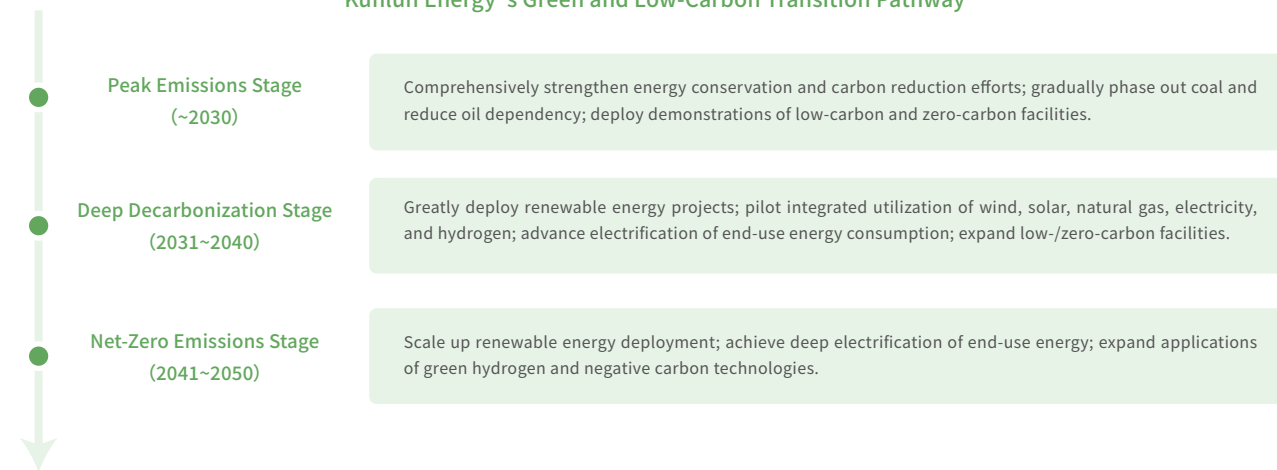 Kunlun Energy's Green and Low-Carbon Transition Pathway
Peak Emissions Stage
(~2030)
Comprehensively strengthen energy conservation and carbon reduction efforts; gradually phase out coal and
reduce oil dependency; deploy demonstrations of low-carbon and zero-carbon facilities.
Deep Decarbonization Stage
(2031~2040)
Greatly deploy renewable energy projects; pilot integrated utilization of wind, solar, natural gas, electricity,
and hydrogen; advance electrification of end-use energy consumption; expand low-/zero-carbon facilities.
Net-Zero Emissions Stage
(2041~2050)
Scale up renewable energy deployment; achieve deep electrification of end-use energy; expand applications
of green hydrogen and negative carbon technologies.